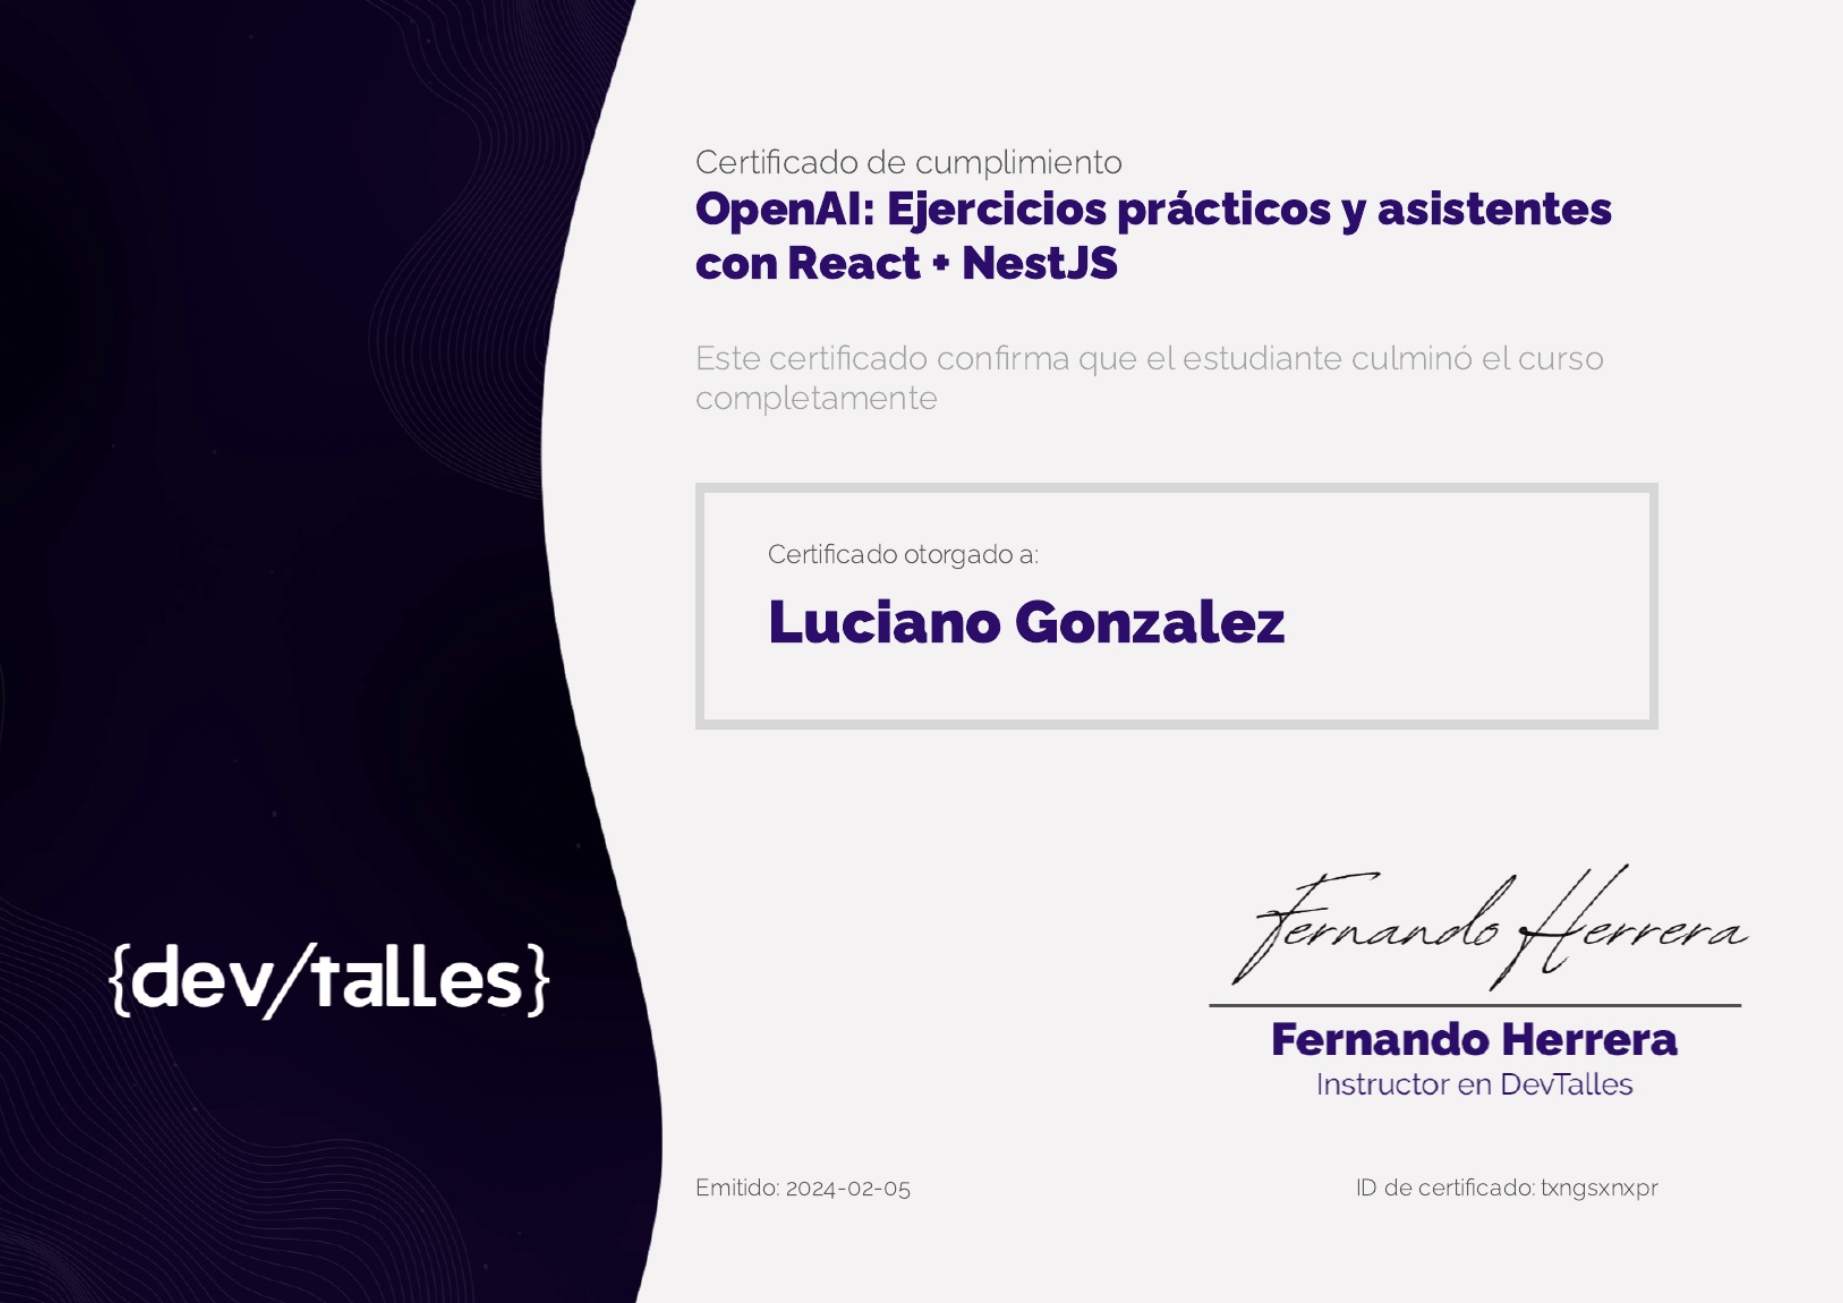 Certificado de cumplimiento
OpenAI: Ejercicios prácticos y asistentes
con React + NestJS
Este certificado confirma que el estudiante culminó el curso
completamente
Certificado otorgado a:
Luciano Gonzalez
{dev/talles}
Fernando Herrera
Fernando Herrera
Instructor en DevTalles
Emitido: 2024-02-05
ID de certificado: txngsxnxpr